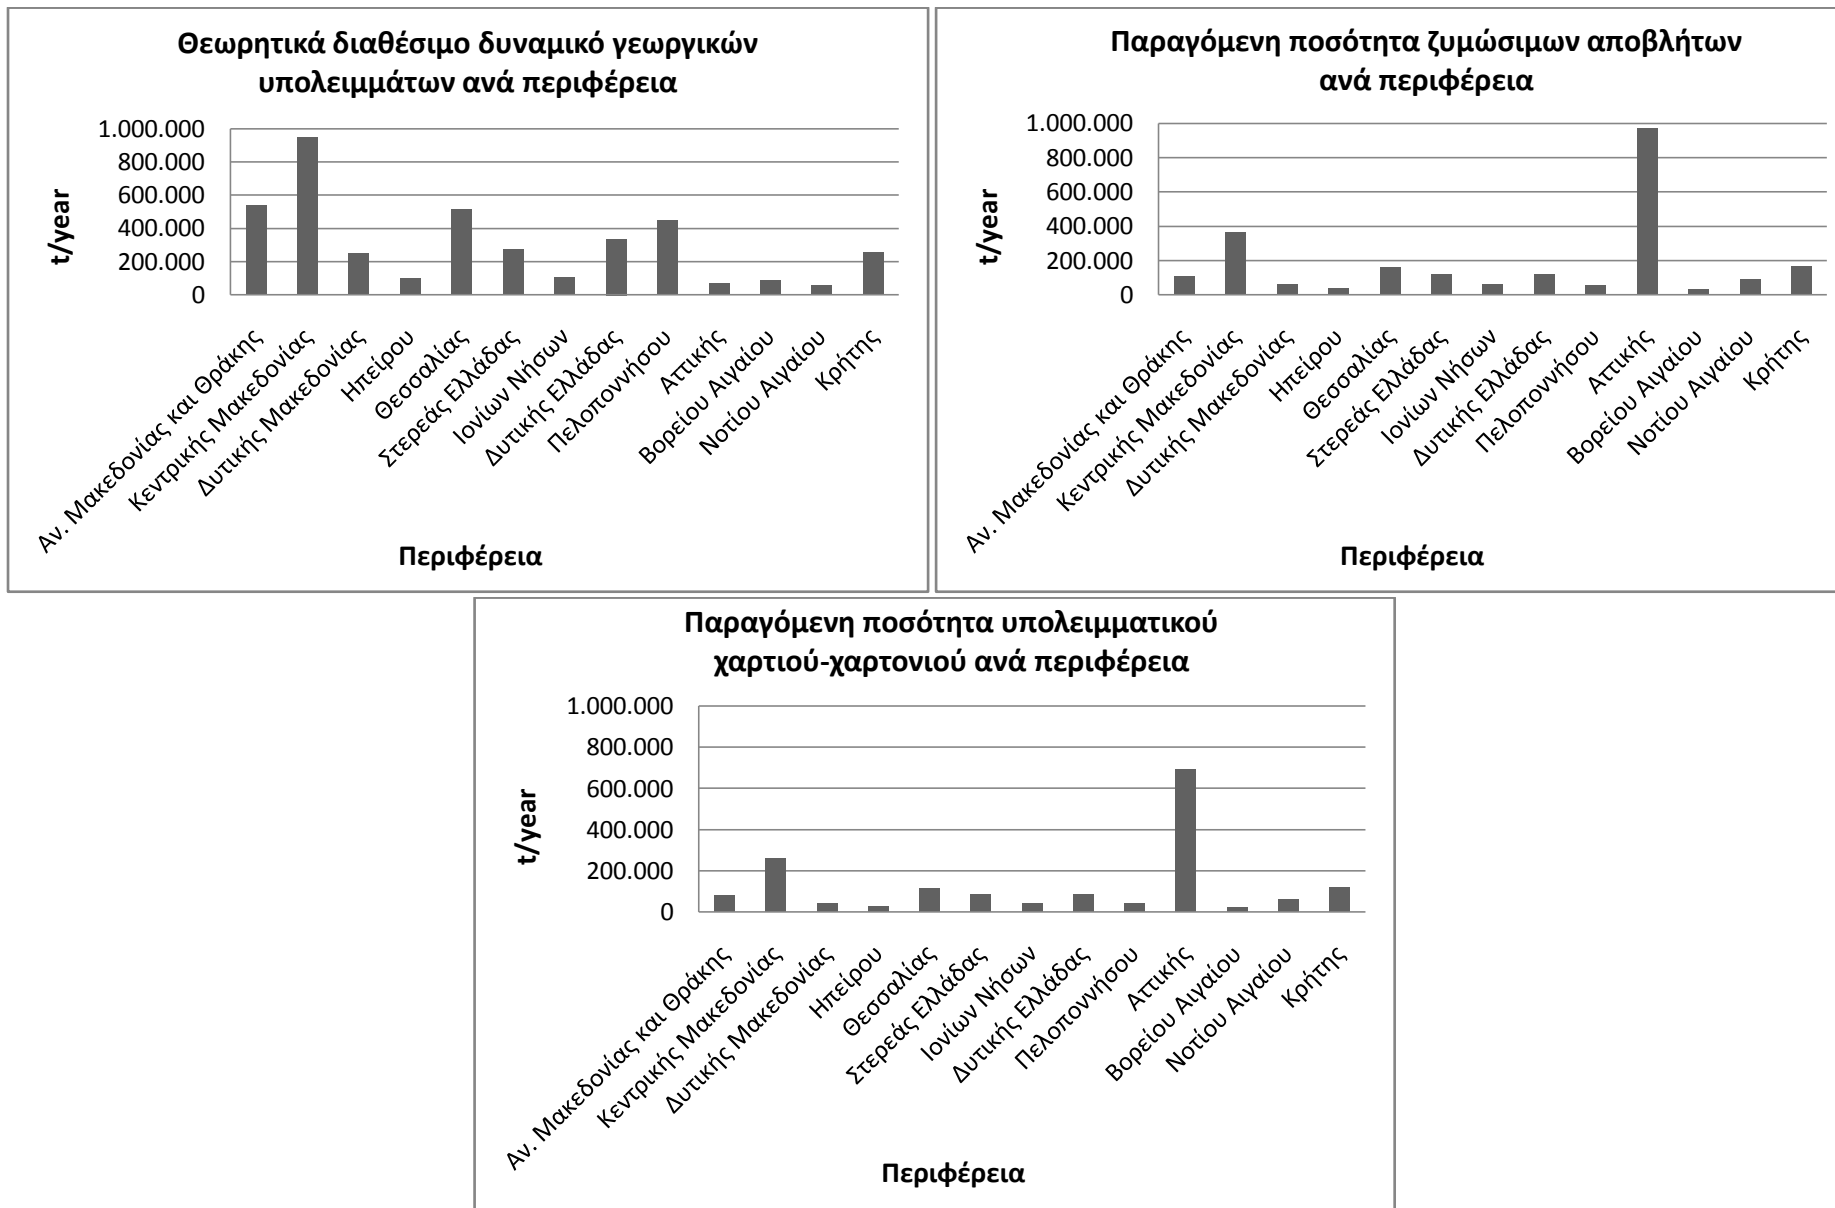 Θεωρητικά διαθέσιμο δυναμικό γεωργικών
υπολειμμάτων ανά περιφέρεια
1.000.000
800.000
600.000
400.000
200.000
0
t/year
Αν. Μακεδονίας και Θράκης
Κεντρικής Μακεδονίας
Δυτικής Μακεδονίας
Ηπείρου
Θεσσαλίας
Στερεάς Ελλάδας
Ιονίων Νήσων
Δυτικής Ελλάδας
Πελοποννήσου
Αττικής
Βορείου Αιγαίου
Νοτίου Αιγαίου
Κρήτης
Περιφέρεια
Παραγόμενη ποσότητα ζυμώσιμων αποβλήτων
ανά περιφέρεια
1.000.000
800.000
600.000
400.000
200.000
0
t/year
Αν. Μακεδονίας και Θράκης
Κεντρικής Μακεδονίας
Δυτικής Μακεδονίας
Ηπείρου
Θεσσαλίας
Στερεάς Ελλάδας
Ιονίων Νήσων
Δυτικής Ελλάδας
Πελοποννήσου
Αττικής
Βορείου Αιγαίου
Νοτίου Αιγαίου
Κρήτης
Περιφέρεια
Παραγόμενη ποσότητα υπολειμματικού
χαρτιού-χαρτονιού ανά περιφέρεια
1.000.000
800.000
600.000
400.000
200.000
0
t/year
Αν. Μακεδονίας και Θράκης
Κεντρικής Μακεδονίας
Δυτικής Μακεδονίας
Ηπείρου
Θεσσαλίας
Στερεάς Ελλάδας
Ιονίων Νήσων
Δυτικής Ελλάδας
Πελοποννήσου
Αττικής
Βορείου Αιγαίου
Νοτίου Αιγαίου
Κρήτης
Περιφέρεια